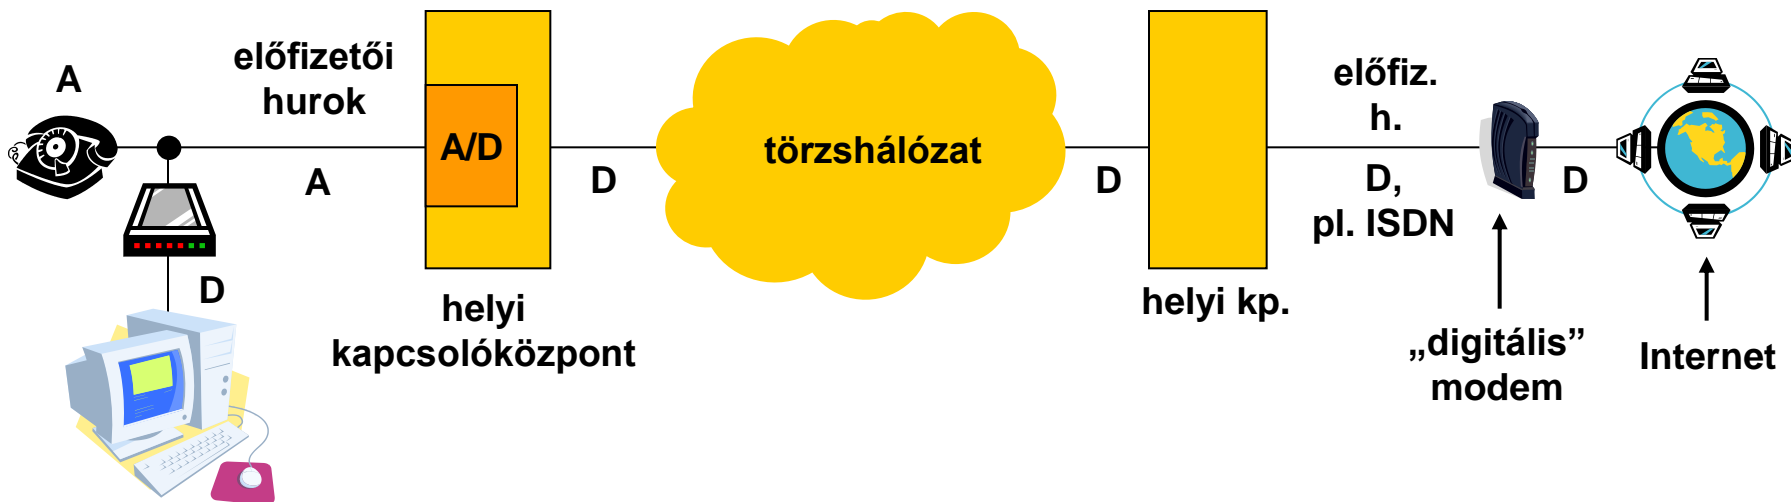 A
előfizetői
hurok
A
A/D
D
D
helyi
kapcsolóközpont
törzshálózat
D
helyi kp.
előfiz.
h.
D,
pl. ISDN
D
„digitális”
modem
Internet